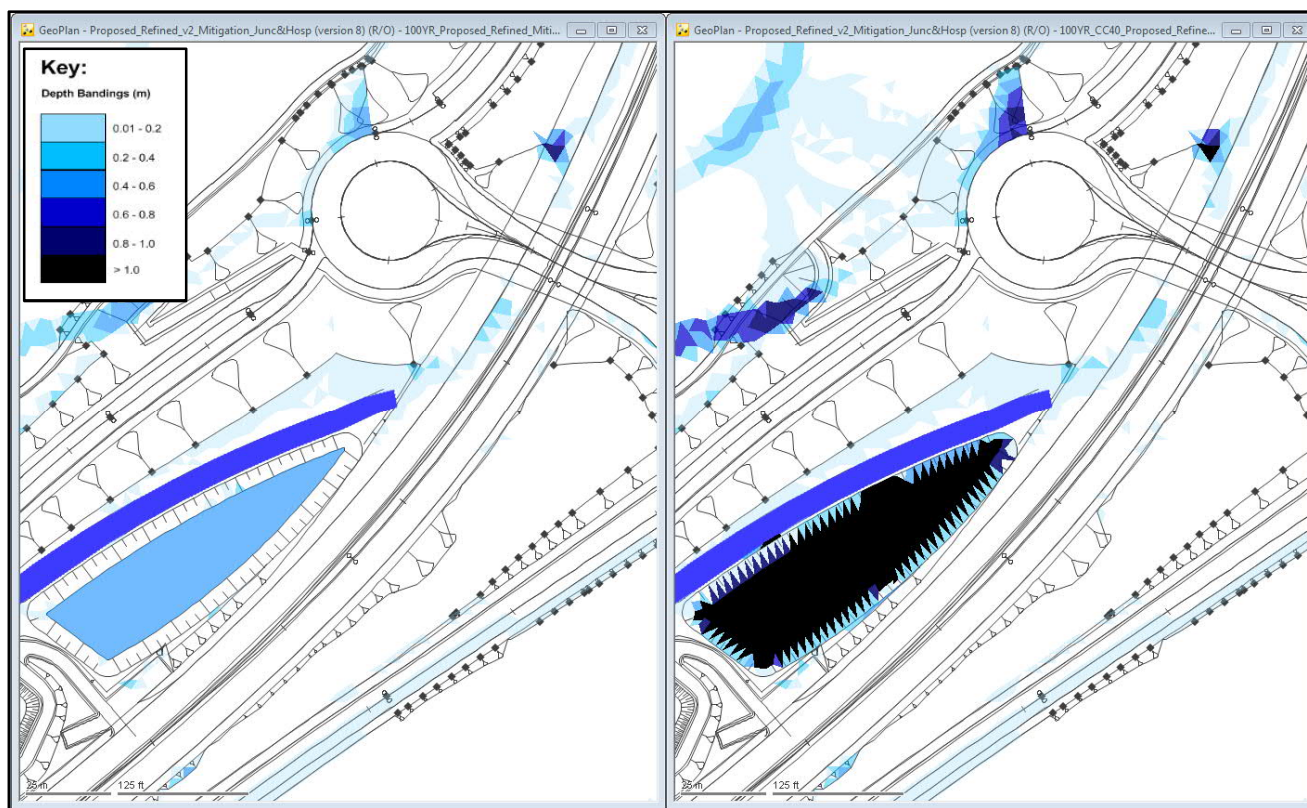 GeoPlan - Proposed_Refined_v2_Mitigation_Junc&Hosp (version 8) (R/O) - 100YR_Proposed_Refined_Miti...
GeoPlan - Proposed_Refined_v2_Mitigation_Junc&Hosp (version 8) (R/O) - 100YR_CC40_Proposed_Refine...
Key:
Depth Bandings (m)
0.01 - 0.2
0.2 - 0.4
0.4 - 0.6
0.6 - 0.8
0.8 - 1.0
> 1.0
25 m
125 ft
25 m
125 ft